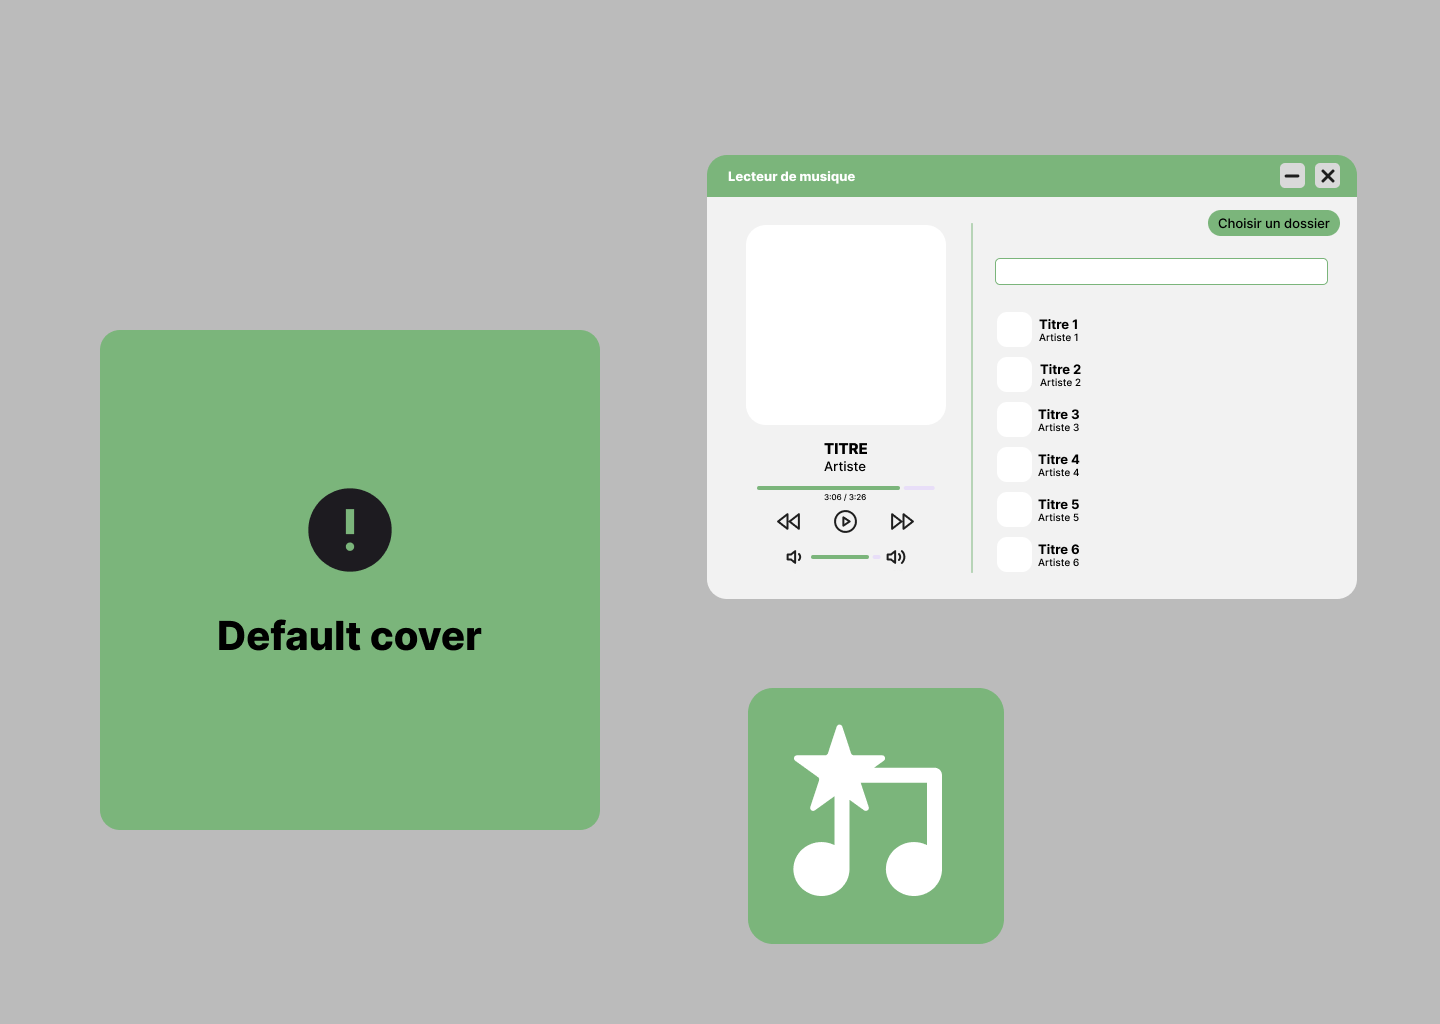 Default cover
Lecteur de musique
Choisir un dossier
TITRE
Artiste
3:06 / 3:26
Titre 1
Artiste 1
Titre 2
Artiste 2
Titre 3
Artiste 3
Titre 4
Artiste 4
Titre 5
Artiste 5
Titre 6
Artiste 6